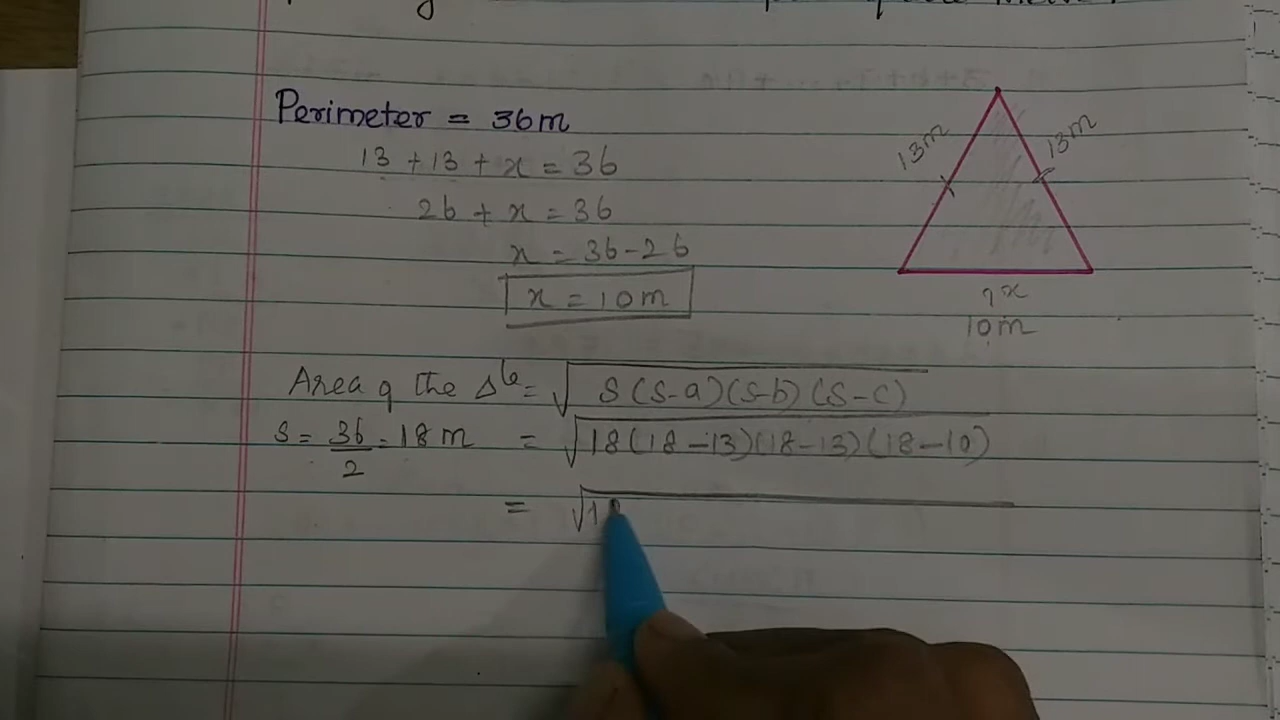 Perimeter = 36m
13 + 13 + x = 36
26 + x = 36
x = 36 - 26
x = 10m
13m
13m
? x
10m
Area of the Δle = √S(S-a)(S-b)(S-c)
S = 36/2 = 18m = √18(18-13)(18-13)(18-10)
= √1